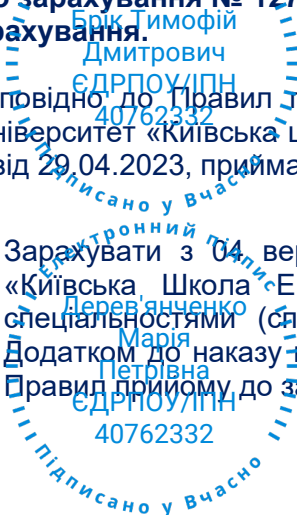 о зарахування № 127
рахування.
Брік Тимофій
Дмитрович
ЄДРПОУ/ІПН
40762332
повідно до Правил п
ніверситет «Київська ш
від 29.04.2023, прийма
Підписано у Вчасно
Електронний підпис
Зарахувати з 04 вер
«Київська Школа Е
спеціальностями (сп
Додатком до наказу
Правил прийому до за
Дерев'янченко
Марія
Петрівна
ЄДРПОУ/ІПН
40762332
Підписано у Вчасно